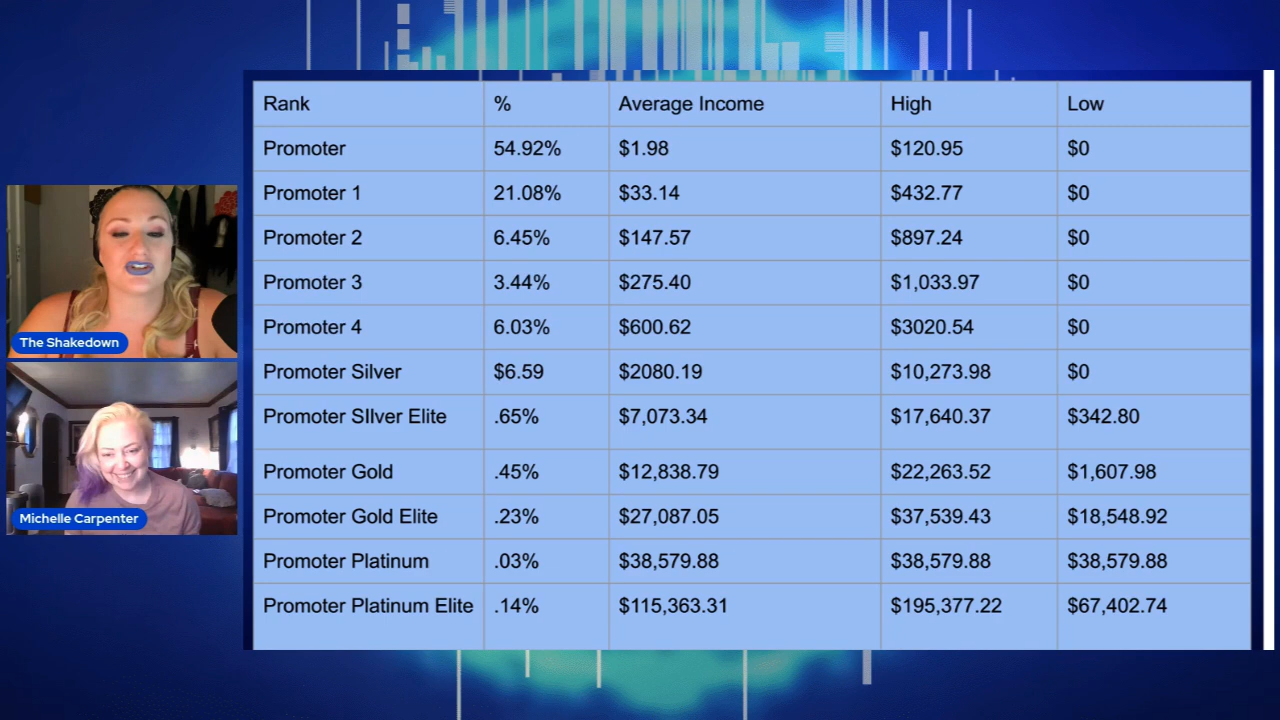 Rank % Average Income High Low
Promoter 54.92% $1.98 $120.95 $0
Promoter 1 21.08% $33.14 $432.77 $0
Promoter 2 6.45% $147.57 $897.24 $0
Promoter 3 3.44% $275.40 $1,033.97 $0
Promoter 4 6.03% $600.62 $3020.54 $0
Promoter Silver $6.59 $2080.19 $10,273.98 $0
Promoter SIlver Elite .65% $7,073.34 $17,640.37 $342.80
Promoter Gold .45% $12,838.79 $22,263.52 $1,607.98
Promoter Gold Elite .23% $27,087.05 $37,539.43 $18,548.92
Promoter Platinum .03% $38,579.88 $38,579.88 $38,579.88
Promoter Platinum Elite .14% $115,363.31 $195,377.22 $67,402.74
The Shakedown
Michelle Carpenter